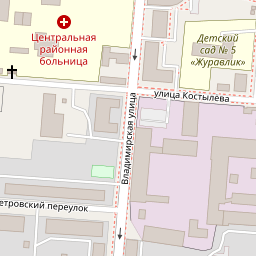 Центральная
районная
больница
Детский
сад № 5
«Журавлик»
улица Костылева
Владимирская улица
етровский переулок